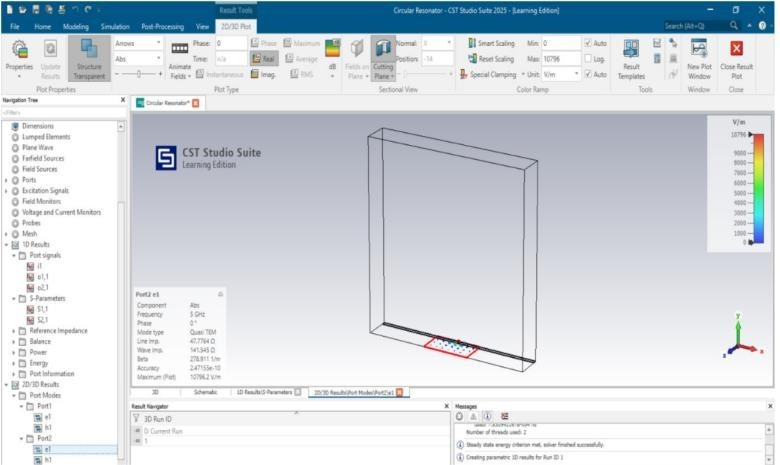 Result Tools
Circular Resonator - CST Studio Suite 2025 - [Learning Edition]
File Home Modeling Simulation Post-Processing View 2D/3D Plot
Search (Alt+Q)
Properties
Update Results
Structure Transparent
Arrows
Abs
Animate Fields
Phase: 0
Time: n/a
Instantaneous
Phase
Real
Imag.
Maximum
Average
RMS
dB
Fields on Plane
Cutting Plane
Normal: X
Position: -14
Smart Scaling
Reset Scaling
Special Clamping
Min: 0
Max: 10796
Unit: V/m
Auto
Log.
Auto
Result Templates
New Plot Window
Close Result Plot
Plot Properties
Plot Type
Sectional View
Color Ramp
Tools
Window
Close
Navigation Tree X
<Filter>
Dimensions
Lumped Elements
Plane Wave
Farfield Sources
Field Sources
Ports
Excitation Signals
Field Monitors
Voltage and Current Monitors
Probes
Mesh
1D Results
Port signals
i1
o1,1
o2,1
S-Parameters
S1,1
S2,1
Reference Impedance
Balance
Power
Energy
Port Information
2D/3D Results
Port Modes
Port1
e1
h1
Port2
e1
h1
Circular Resonator*
CST Studio Suite
Learning Edition
V/m
10796
9000
8000
7000
6000
5000
4000
3000
2000
1000
0
Port2 e1
Component Abs
Frequency 5 GHz
Phase 0°
Mode type Quasi TEM
Line Imp. 47.7764 Ω
Wave Imp. 141.545 Ω
Beta 278.911 1/m
Accuracy 2.47155e-10
Maximum (Plot) 10796.2 V/m
y
z
x
3D Schematic 1D Results\S-Parameters 2D/3D Results\Port Modes\Port2\e1
Result Navigator X
3D Run ID
0: Current Run
1
Messages X
Number of threads used: 2
Steady state energy criterion met, solver finished successfully.
Creating parametric 3D results for Run ID 1